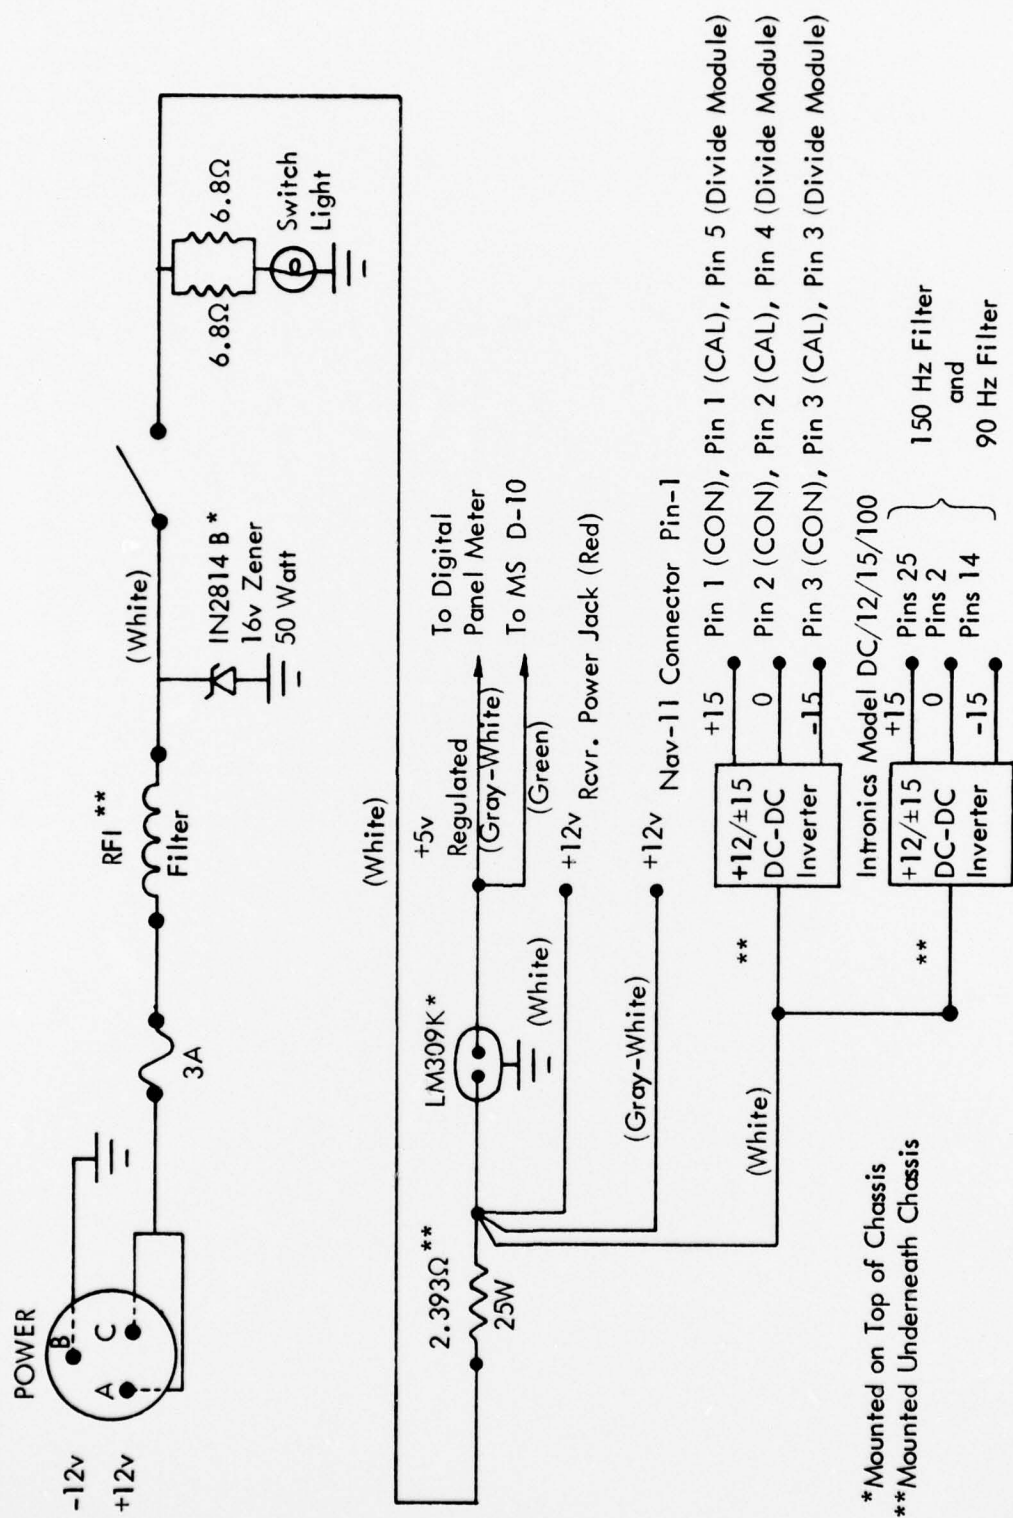 POWER
-12v
+12v
A
B
C
3A
RFI **
Filter
(White)
IN2814 B*
16v Zener
50 Watt
6.8Ω
6.8Ω
Switch
Light
(White)
2.393Ω**
25W
LM309K*
+5v
Regulated
(Gray-White)
To Digital
Panel Meter
(Green)
To MS D-10
(White)
+12v
Rcvr. Power Jack (Red)
(Gray-White)
+12v
Nav-11 Connector Pin-1
(White)
**
+12/±15
DC-DC
Inverter
+15
0
-15
Pin 1 (CON), Pin 1 (CAL), Pin 5 (Divide Module)
Pin 2 (CON), Pin 2 (CAL), Pin 4 (Divide Module)
Pin 3 (CON), Pin 3 (CAL), Pin 3 (Divide Module)
Intronics Model DC/12/15/100
**
+12/±15
DC-DC
Inverter
+15
0
-15
Pins 25
Pins 2
Pins 14
150 Hz Filter
and
90 Hz Filter
*Mounted on Top of Chassis
**Mounted Underneath Chassis